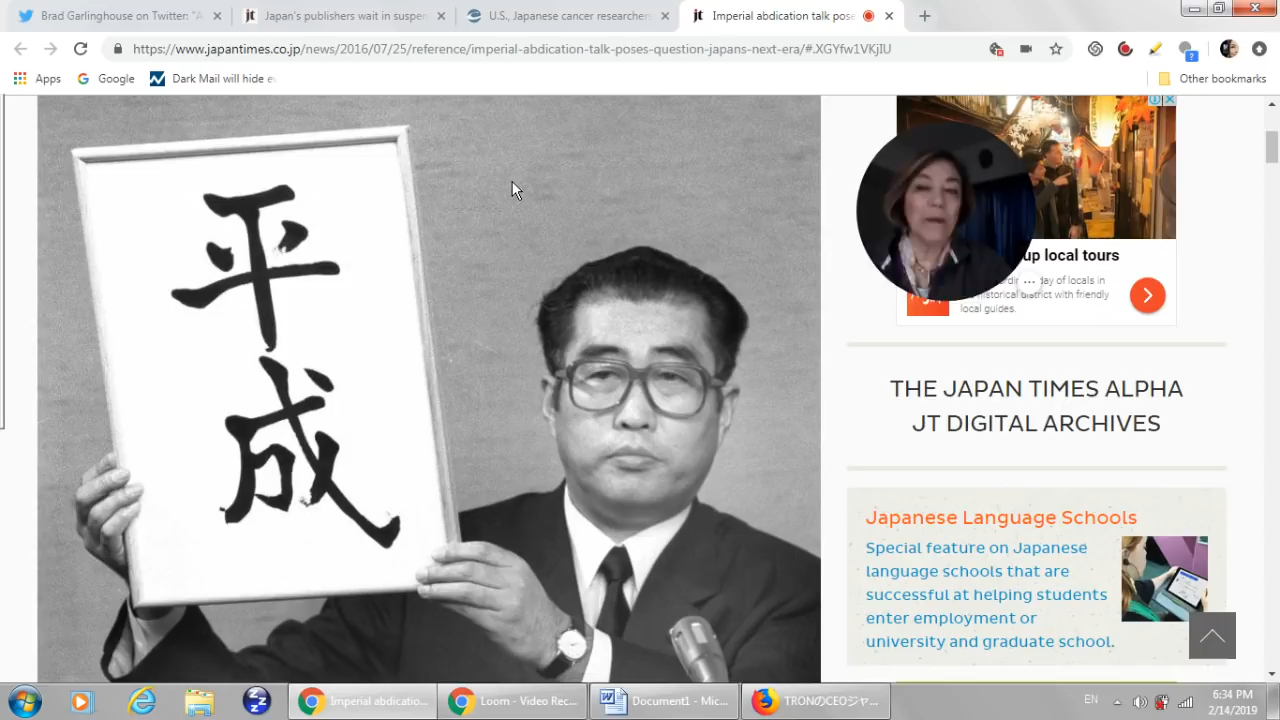 Brad Garlinghouse on Twitter: "A
Japan's publishers wait in suspen
U.S., Japanese cancer researchers
Imperial abdication talk pose
https://www.japantimes.co.jp/news/2016/07/25/reference/imperial-abdication-talk-poses-question-japans-next-era/#.XGYfw1VKjIU
Apps
Google
Dark Mail will hide e
Other bookmarks
平成
up local tours
day of locals in
historical district with friendly
local guides.
THE JAPAN TIMES ALPHA
JT DIGITAL ARCHIVES
Japanese Language Schools
Special feature on Japanese
language schools that are
successful at helping students
enter employment or
university and graduate school.
Imperial abdicatio...
Loom - Video Rec...
Document1 - Mic...
TRONのCEOジャ...
EN
6:34 PM
2/14/2019